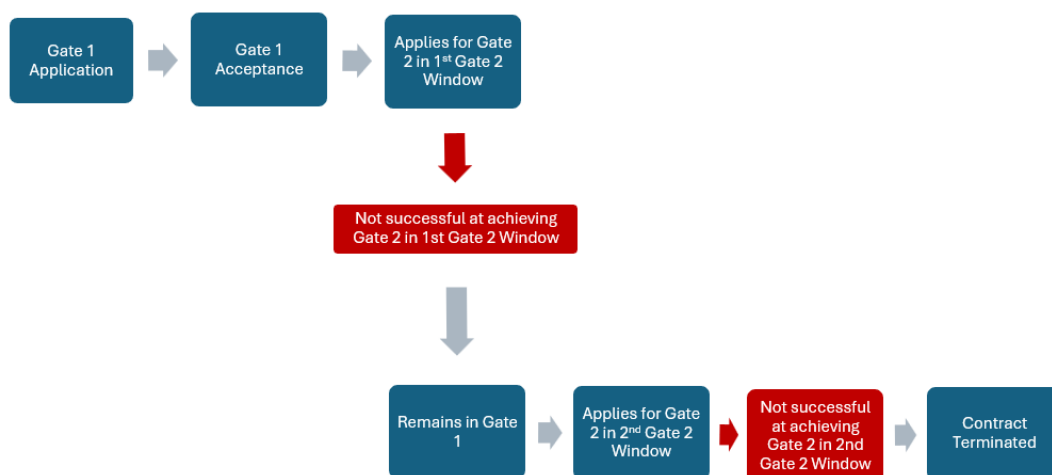 Gate 1
Application
Gate 1
Acceptance
Applies for Gate
2 in 1st Gate 2
Window
Not successful at achieving
Gate 2 in 1st Gate 2 Window
Remains in Gate
1
Applies for Gate
2 in 2nd Gate 2
Window
Not successful
at achieving
Gate 2 in 2nd
Gate 2 Window
Contract
Terminated